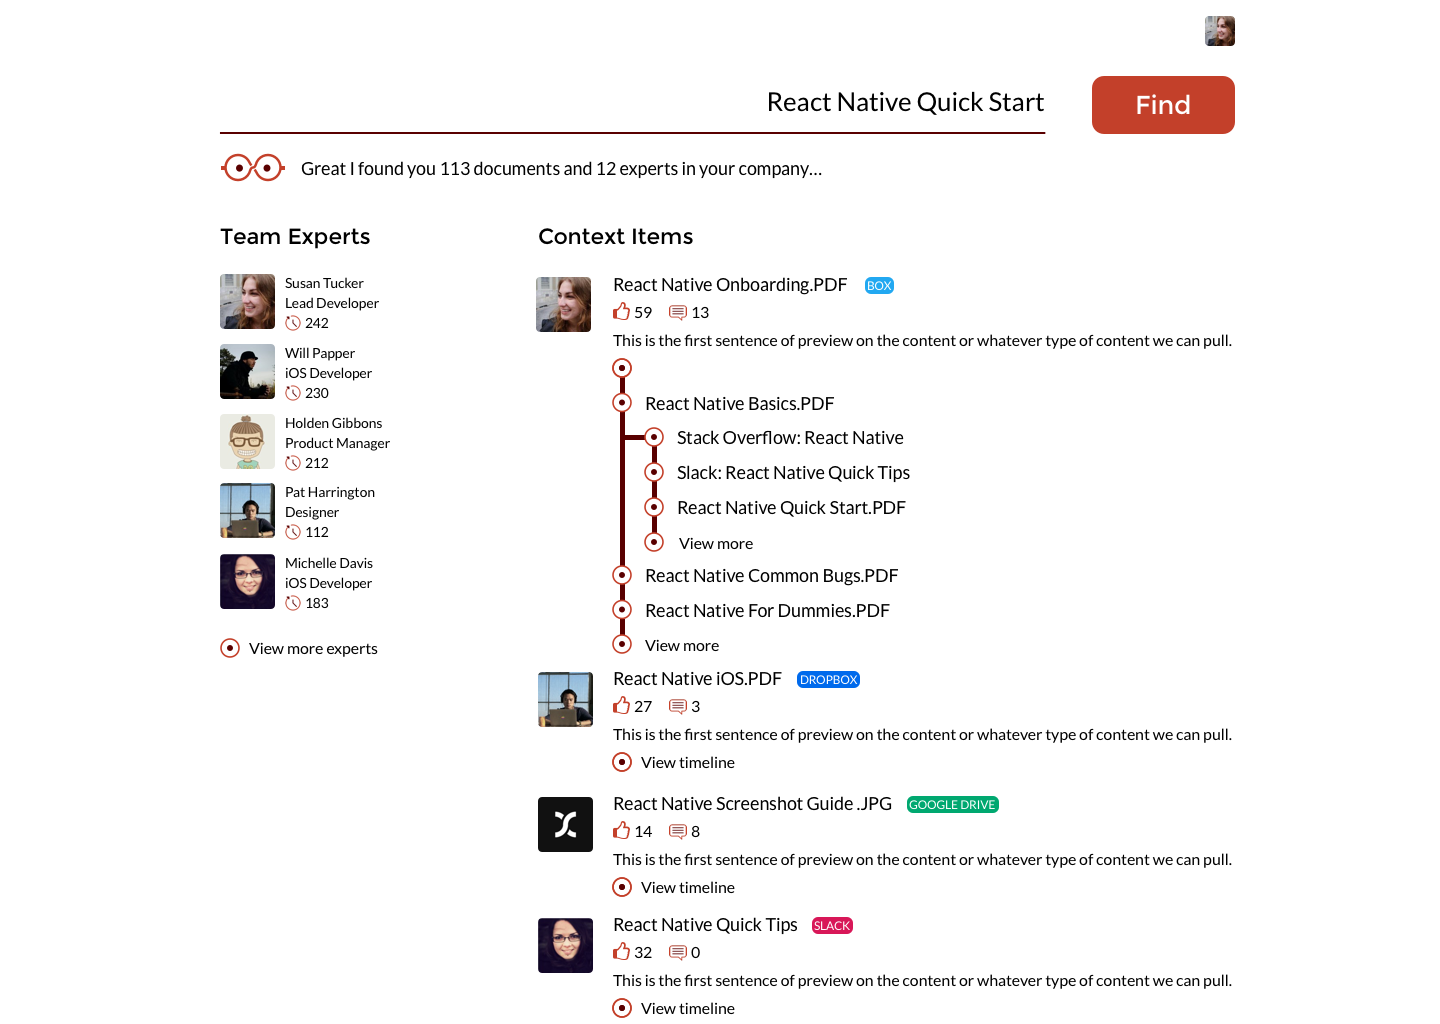 React Native Quick Start
Find
Great I found you 113 documents and 12 experts in your company...
Team Experts
Susan Tucker
Lead Developer
242
Will Papper
iOS Developer
230
Holden Gibbons
Product Manager
212
Pat Harrington
Designer
112
Michelle Davis
iOS Developer
183
View more experts
Context Items
React Native Onboarding.PDF BOX
59 13
This is the first sentence of preview on the content or whatever type of content we can pull.
React Native Basics.PDF
Stack Overflow: React Native
Slack: React Native Quick Tips
React Native Quick Start.PDF
View more
React Native Common Bugs.PDF
React Native For Dummies.PDF
View more
React Native iOS.PDF DROPBOX
27 3
This is the first sentence of preview on the content or whatever type of content we can pull.
View timeline
React Native Screenshot Guide .JPG GOOGLE DRIVE
14 8
This is the first sentence of preview on the content or whatever type of content we can pull.
View timeline
React Native Quick Tips SLACK
32 0
This is the first sentence of preview on the content or whatever type of content we can pull.
View timeline